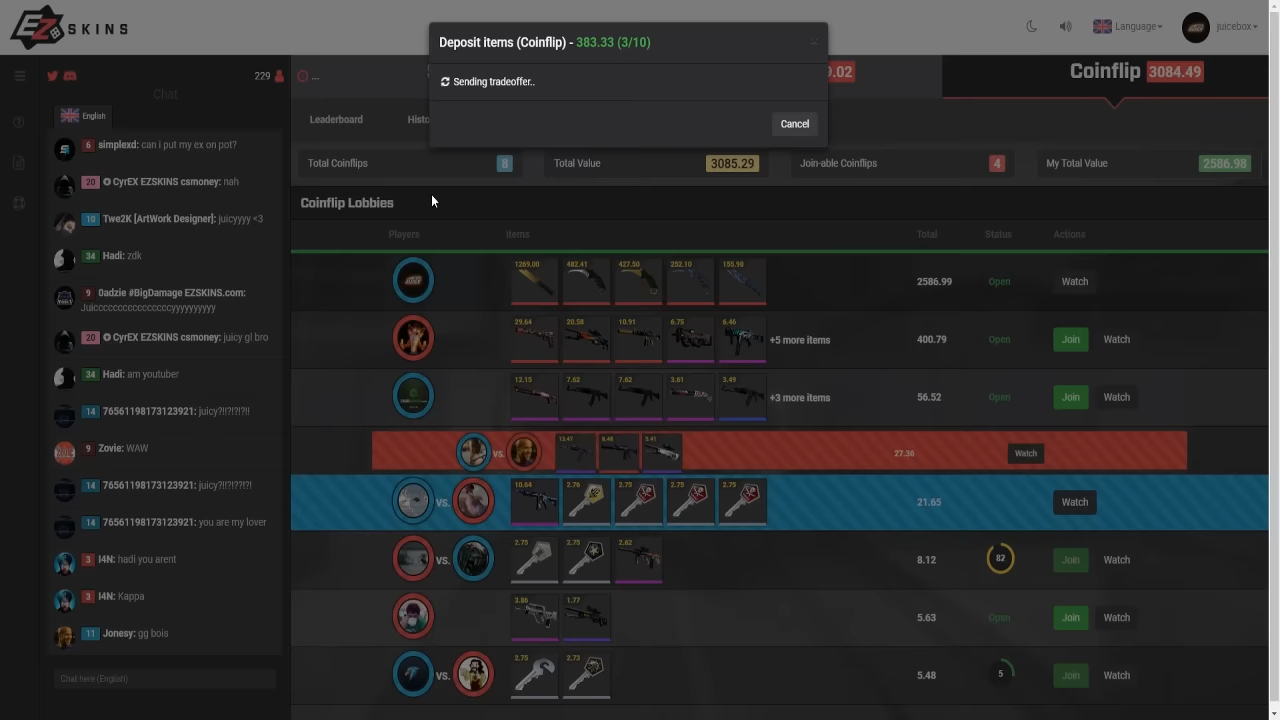 EZ SKINS
Language
juicebox
Deposit items (Coinflip) - 383.33 (3/10)
Sending tradeoffer..
Cancel
229
...
9.02
Coinflip 3084.49
Chat
English
Leaderboard
Histo
Total Coinflips 8
Total Value 3085.29
Join-able Coinflips 4
My Total Value 2586.98
6 simplexd: can i put my ex on pot?
20 CyrEX EZSKINS csmoney: nah
10 Twe2K [ArtWork Designer]: juicyyyy <3
34 Hadi: zdk
9 0adzie #BigDamage EZSKINS.com:
Juicccccccccccccccyyyyyyyyyy
20 CyrEX EZSKINS csmoney: juicy gl bro
34 Hadi: am youtuber
14 76561198173123921: juicy?!!?!?!?!!
9 Zovie: WAW
14 76561198173123921: juicy?!!?!??!?!
14 76561198173123921: you are my lover
3 I4N: hadi you arent
3 I4N: Kappa
11 Jonesy: gg bois
Chat here (English)
Coinflip Lobbies
Players Items Total Status Actions
1269.00 482.41 427.50 252.10 155.98 2586.99 Open Watch
29.64 20.58 10.91 6.75 6.46 +5 more items 400.79 Open Join Watch
12.15 7.62 7.62 3.61 3.49 +3 more items 56.52 Open Join Watch
VS. 13.47 8.48 5.41 27.36 Watch
VS. 10.64 2.76 2.75 2.75 2.75 21.65 Watch
VS. 2.75 2.75 2.62 8.12 82 Join Watch
3.86 1.77 5.63 Open Join Watch
VS. 2.75 2.73 5.48 5 Join Watch